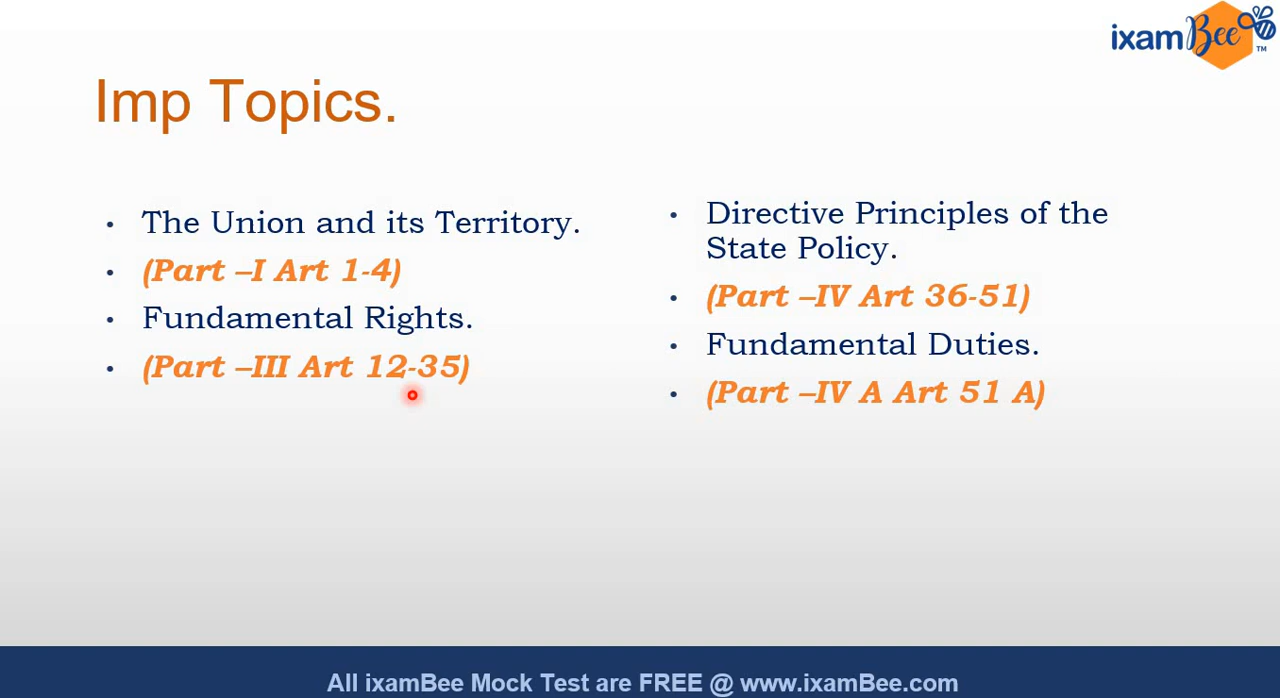 ixamBee
TM
Imp Topics.
• The Union and its Territory.
• (Part –I Art 1-4)
• Fundamental Rights.
• (Part –III Art 12-35)
• Directive Principles of the
State Policy.
• (Part –IV Art 36-51)
• Fundamental Duties.
• (Part –IV A Art 51 A)
All ixamBee Mock Test are FREE @ www.ixamBee.com